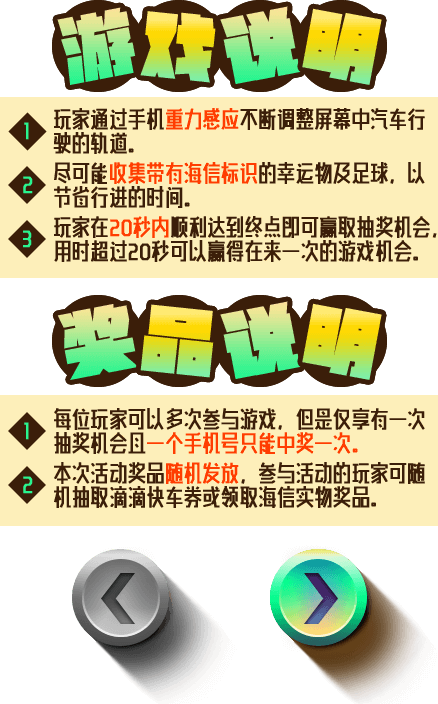 游戏说明
1 玩家通过手机重力感应不断调整屏幕中汽车行
驶的轨道。
2 尽可能收集带有海信标识的幸运物及足球，以
节省行进的时间。
3 玩家在20秒内顺利达到终点即可赢取抽奖机会，
用时超过20秒可以赢得在来一次的游戏机会。
奖品说明
1 每位玩家可以多次参与游戏，但是仅享有一次
抽奖机会且一个手机号只能中奖一次。
2 本次活动奖品随机发放，参与活动的玩家可随
机抽取滴滴快车券或领取海信实物奖品。